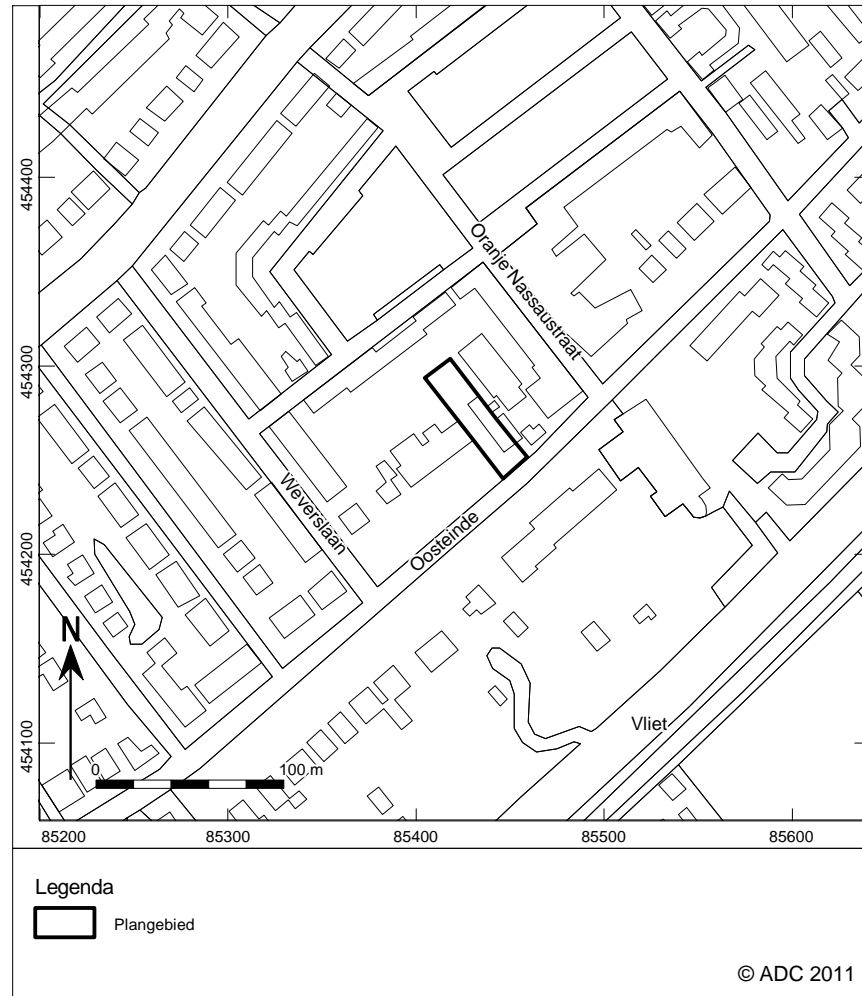 454400
454300
454200
454100
Oranje Nassaustraat
Weverslaan
Oosteinde
Vliet
N
0 100 m
85200 85300 85400 85500 85600
Legenda
Plangebied
© ADC 2011